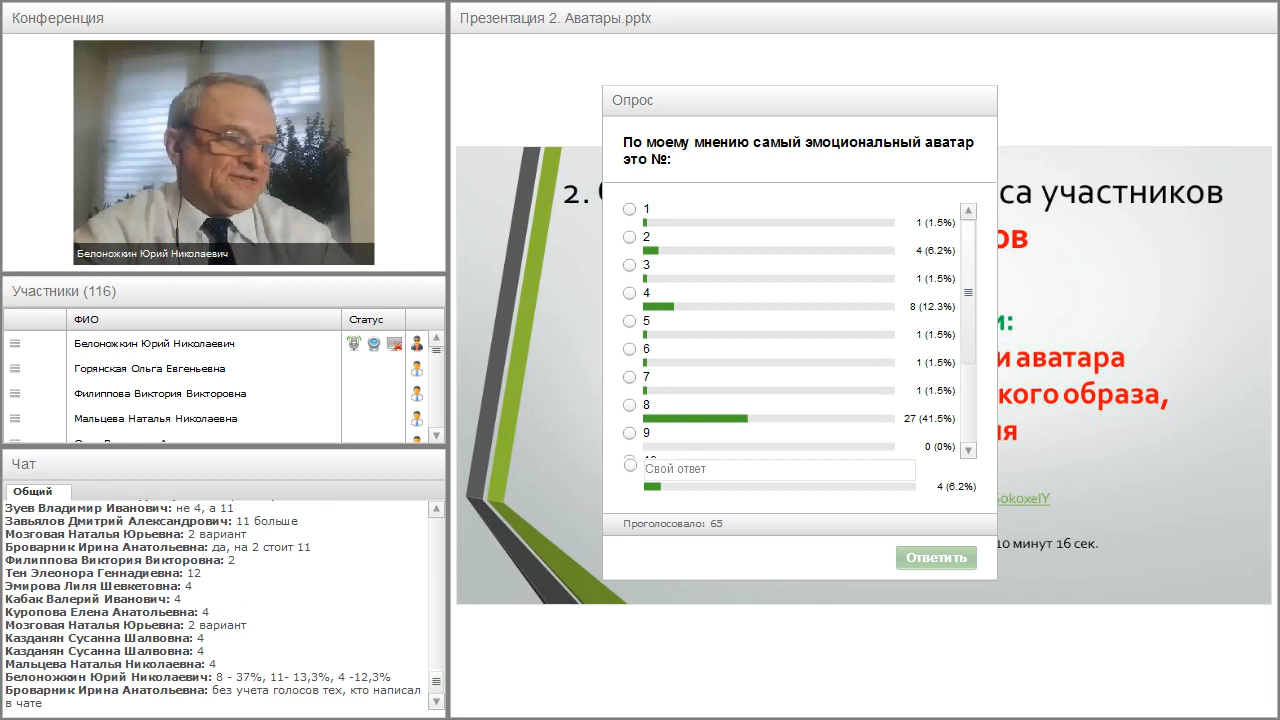 Конференция
Белоножкин Юрий Николаевич
Участники (116)
ФИО
Статус
Белоножкин Юрий Николаевич
Горянская Ольга Евгеньевна
Филиппова Виктория Викторовна
Мальцева Наталья Николаевна
Чат
Общий
Зуев Владимир Иванович: не 4, а 11
Завьялов Дмитрий Александрович: 11 больше
Мозговая Наталья Юрьевна: 2 вариант
Броварник Ирина Анатольевна: да, на 2 стоит 11
Филиппова Виктория Викторовна: 2
Тен Элеонора Геннадиевна: 12
Эмирова Лиля Шевкетовна: 4
Кабак Валерий Иванович: 4
Куропова Елена Анатольевна: 4
Мозговая Наталья Юрьевна: 2 вариант
Казданян Сусанна Шалвовна: 4
Казданян Сусанна Шалвовна: 4
Мальцева Наталья Николаевна: 4
Белоножкин Юрий Николаевич: 8 - 37%, 11- 13,3%, 4 -12,3%
Броварник Ирина Анатольевна: без учета голосов тех, кто написал
в чате
Презентация 2. Аватары.pptx
Опрос
По моему мнению самый эмоциональный аватар
это №:
1
1 (1.5%)
2
4 (6.2%)
3
1 (1.5%)
4
8 (12.3%)
5
1 (1.5%)
6
1 (1.5%)
7
1 (1.5%)
8
27 (41.5%)
9
0 (0%)
Свой ответ
4 (6.2%)
Проголосовало: 65
Ответить
2. са участников
ов
и:
и аватара
кого образа,
ия
SokoxelY
10 минут 16 сек.